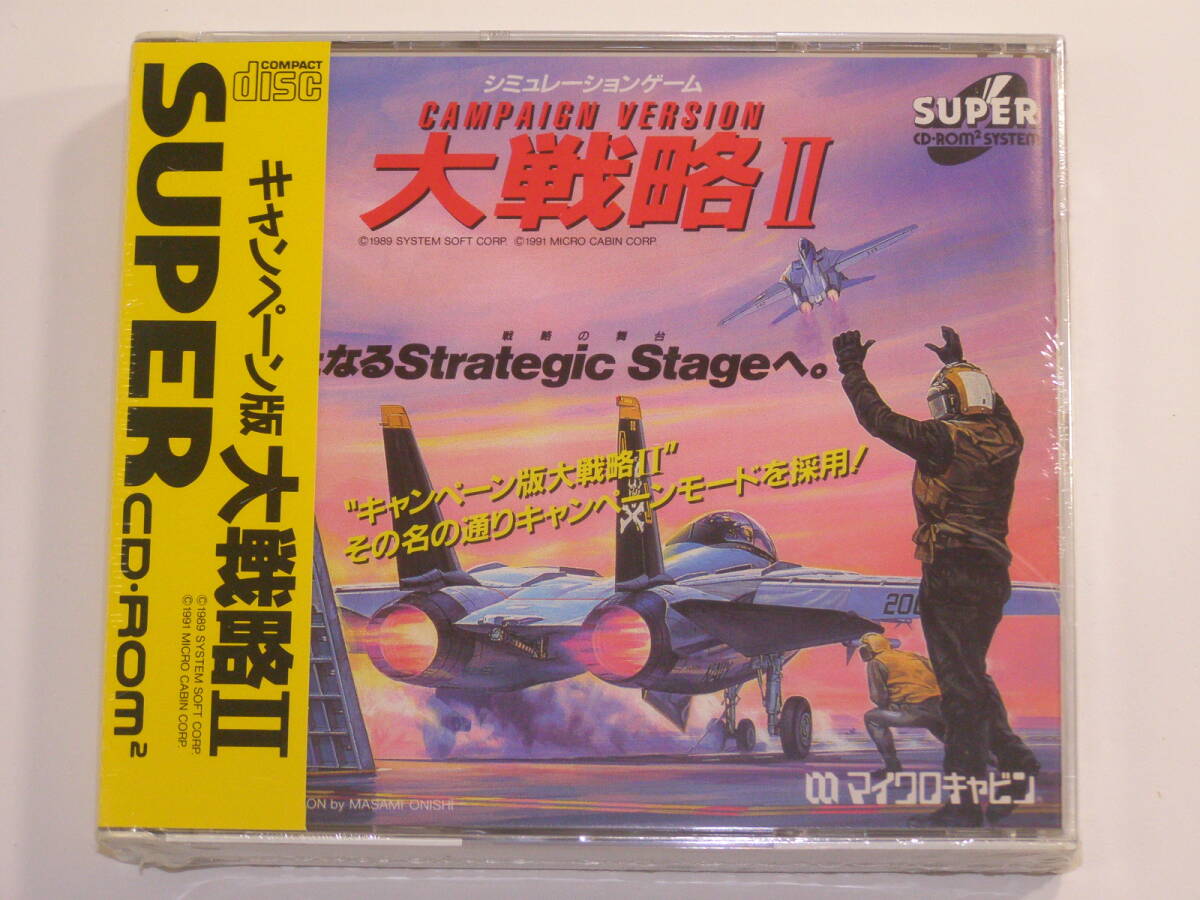 COMPACT
disc
SUPER CD-ROM²
キャンペーン版 大戦略II
©1989 SYSTEM SOFT CORP.
©1991 MICRO CABIN CORP.
シミュレーションゲーム
CAMPAIGN VERSION
大戦略II
©1989 SYSTEM SOFT CORP. ©1991 MICRO CABIN CORP.
SUPER
CD-ROM² SYSTEM
戦略の舞台
なるStrategic Stageへ。
"キャンペーン版大戦略II"
その名の通りキャンペーンモードを採用!
200
マイクロキャビン
ION by MASAMI ONISHI